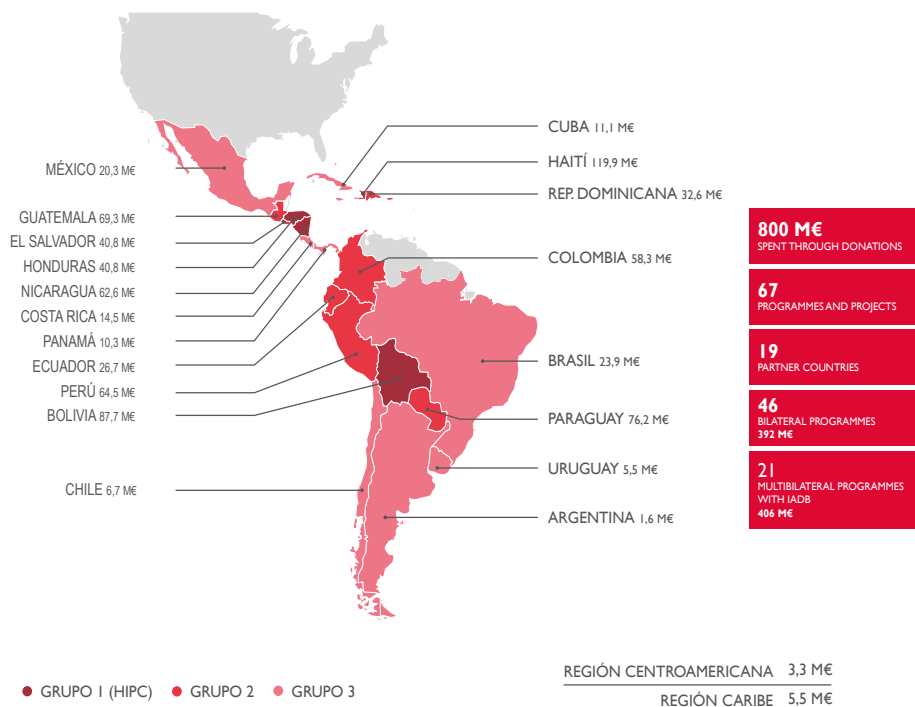 MÉXICO 20,3 M€
GUATEMALA 69,3 M€
EL SALVADOR 40,8 M€
HONDURAS 40,8 M€
NICARAGUA 62,6 M€
COSTA RICA 14,5 M€
PANAMÁ 10,3 M€
ECUADOR 26,7 M€
PERÚ 64,5 M€
BOLIVIA 87,7 M€
CHILE 6,7 M€
CUBA 11,1 M€
HAITÍ 119,9 M€
REP. DOMINICANA 32,6 M€
COLOMBIA 58,3 M€
BRASIL 23,9 M€
PARAGUAY 76,2 M€
URUGUAY 5,5 M€
ARGENTINA 1,6 M€
800 M€
SPENT THROUGH DONATIONS
67
PROGRAMMES AND PROJECTS
19
PARTNER COUNTRIES
46
BILATERAL PROGRAMMES
392 M€
21
MULTIBILATERAL PROGRAMMES
WITH IADB
406 M€
GRUPO 1 (HIPC) GRUPO 2 GRUPO 3
REGIÓN CENTROAMERICANA 3,3 M€
REGIÓN CARIBE 5,5 M€